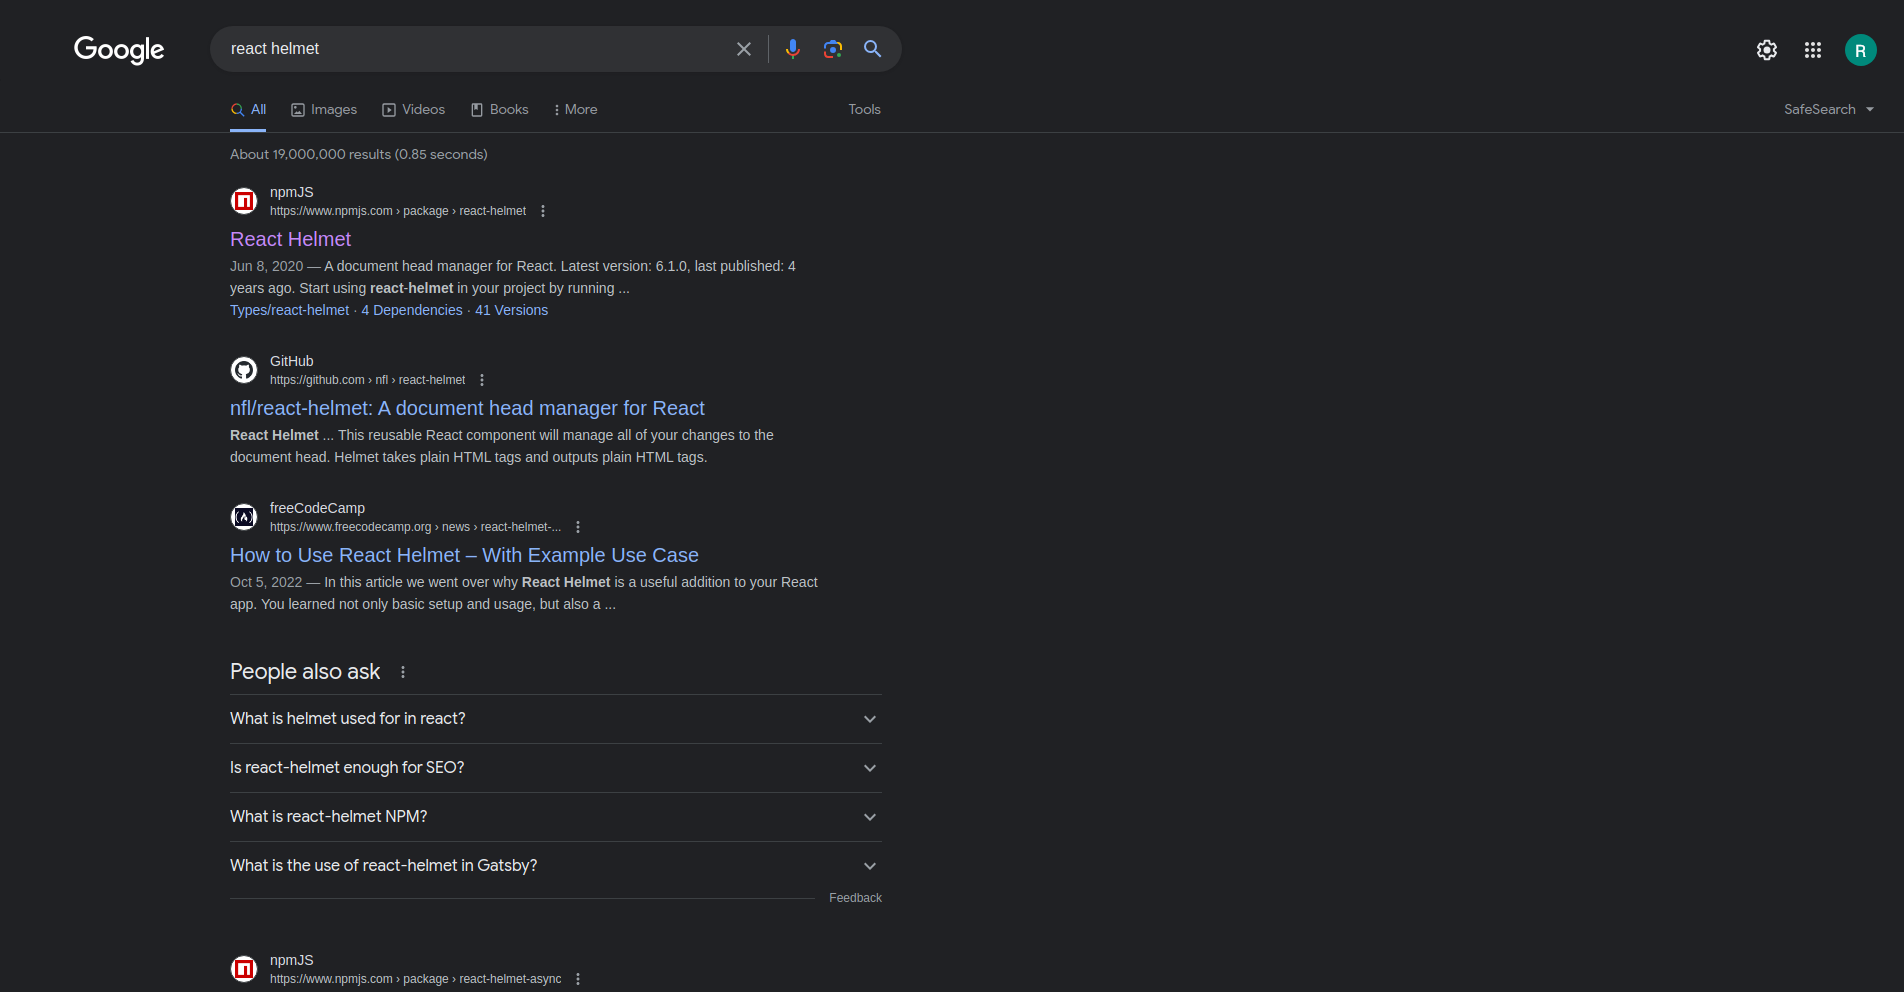 Google
react helmet
R
All
Images
Videos
Books
More
Tools
SafeSearch
About 19,000,000 results (0.85 seconds)
npmJS
https://www.npmjs.com › package › react-helmet
React Helmet
Jun 8, 2020 — A document head manager for React. Latest version: 6.1.0, last published: 4
years ago. Start using react-helmet in your project by running ...
Types/react-helmet · 4 Dependencies · 41 Versions
GitHub
https://github.com › nfl › react-helmet
nfl/react-helmet: A document head manager for React
React Helmet ... This reusable React component will manage all of your changes to the
document head. Helmet takes plain HTML tags and outputs plain HTML tags.
freeCodeCamp
https://www.freecodecamp.org › news › react-helmet-...
How to Use React Helmet – With Example Use Case
Oct 5, 2022 — In this article we went over why React Helmet is a useful addition to your React
app. You learned not only basic setup and usage, but also a ...
People also ask
What is helmet used for in react?
Is react-helmet enough for SEO?
What is react-helmet NPM?
What is the use of react-helmet in Gatsby?
Feedback
npmJS
https://www.npmjs.com › package › react-helmet-async